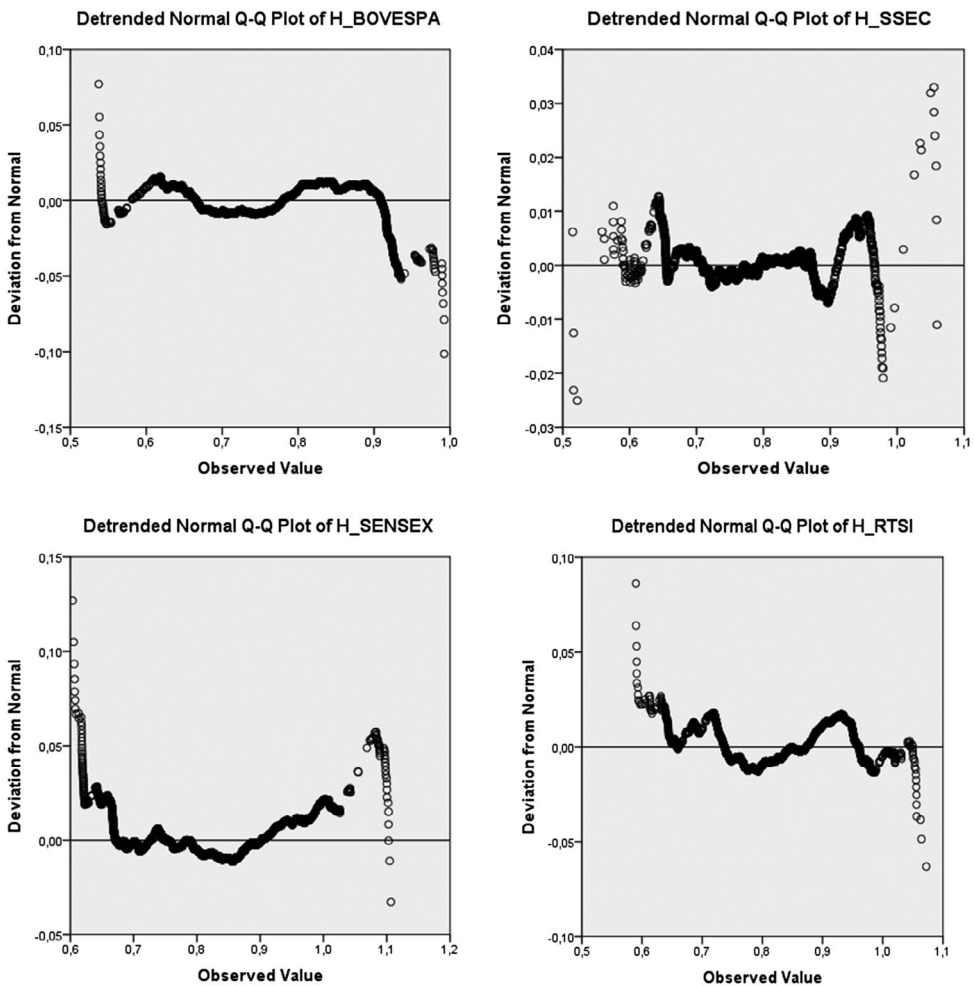 Detrended Normal Q-Q Plot of H_BOVESPA
Deviation from Normal
0,10
0,05
0,00
-0,05
-0,10
-0,15
0,5 0,6 0,7 0,8 0,9 1,0
Observed Value
Detrended Normal Q-Q Plot of H_SSEC
Deviation from Normal
0,04
0,03
0,02
0,01
0,00
-0,01
-0,02
-0,03
0,5 0,6 0,7 0,8 0,9 1,0 1,1
Observed Value
Detrended Normal Q-Q Plot of H_SENSEX
Deviation from Normal
0,15
0,10
0,05
0,00
-0,05
0,6 0,7 0,8 0,9 1,0 1,1 1,2
Observed Value
Detrended Normal Q-Q Plot of H_RTSI
Deviation from Normal
0,10
0,05
0,00
-0,05
-0,10
0,5 0,6 0,7 0,8 0,9 1,0 1,1
Observed Value